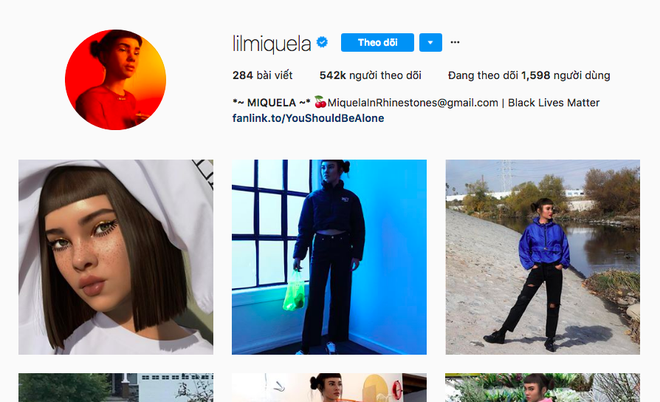 lilmiquela Theo dõi ...
284 bài viết 542k người theo dõi Đang theo dõi 1,598 người dùng
*~ MIQUELA ~* 🍒MiquelaInRhinestones@gmail.com | Black Lives Matter
fanlink.to/YouShouldBeAlone